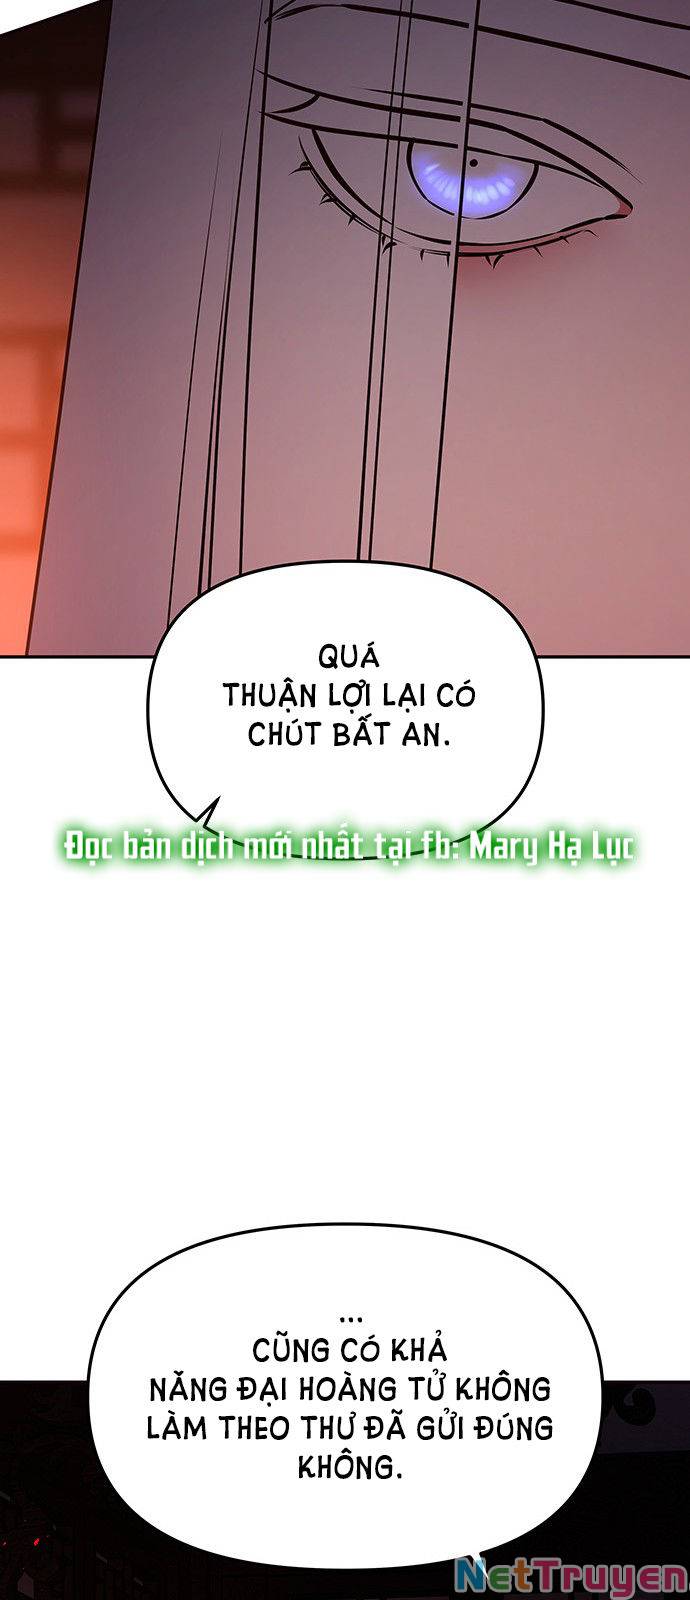 QUÁ
THUẬN LỢI LẠI CÓ
CHÚT BẤT AN.
Đọc bản dịch mới nhất tại fb: Mary Hạ Lục
...
CŨNG CÓ KHẢ
NĂNG ĐẠI HOÀNG TỬ KHÔNG
LÀM THEO THƯ ĐÃ GỬI ĐÚNG
KHÔNG.
NetTruyen